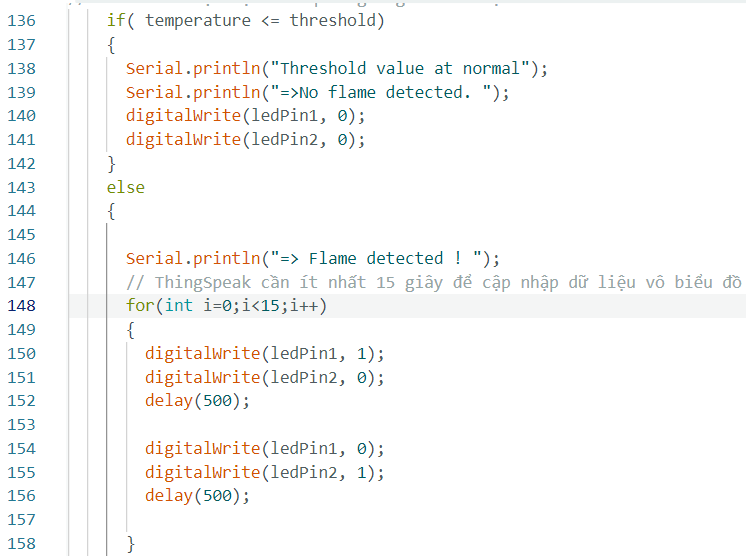 136 if( temperature <= threshold)
137 {
138 Serial.println("Threshold value at normal");
139 Serial.println("=>No flame detected. ");
140 digitalWrite(ledPin1, 0);
141 digitalWrite(ledPin2, 0);
142 }
143 else
144 {
145
146 Serial.println("=> Flame detected ! ");
147 // ThingSpeak cần ít nhất 15 giây để cập nhập dữ liệu vô biểu đồ
148 for(int i=0;i<15;i++)
149 {
150 digitalWrite(ledPin1, 1);
151 digitalWrite(ledPin2, 0);
152 delay(500);
153
154 digitalWrite(ledPin1, 0);
155 digitalWrite(ledPin2, 1);
156 delay(500);
157
158 }